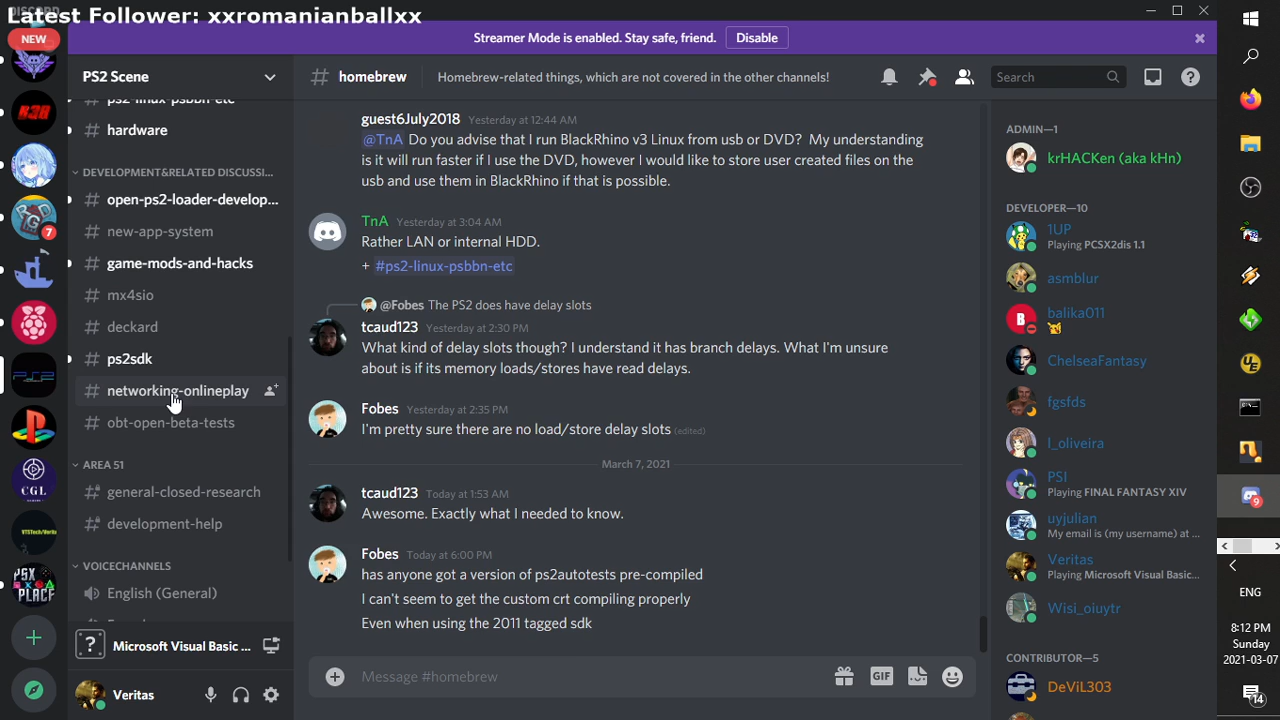 Latest Follower: xxromanianballxx
NEW
Streamer Mode is enabled. Stay safe, friend.
Disable
PS2 Scene
homebrew
Homebrew-related things, which are not covered in the other channels!
Search
ps2-linux-psbbn-etc
hardware
DEVELOPMENT&RELATED DISCUSSI...
open-ps2-loader-develop...
new-app-system
game-mods-and-hacks
mx4sio
deckard
ps2sdk
networking-onlineplay
obt-open-beta-tests
AREA 51
general-closed-research
development-help
VOICECHANNELS
English (General)
Microsoft Visual Basic ...
Veritas
7
CGL
PSX
PLACE
guest6July2018 Yesterday at 12:44 AM
@TnA Do you advise that I run BlackRhino v3 Linux from usb or DVD? My understanding
is it will run faster if I use the DVD, however I would like to store user created files on the
usb and use them in BlackRhino if that is possible.
TnA Yesterday at 3:04 AM
Rather LAN or internal HDD.
+ #ps2-linux-psbbn-etc
@Fobes The PS2 does have delay slots
tcaud123 Yesterday at 2:30 PM
What kind of delay slots though? I understand it has branch delays. What I'm unsure
about is if its memory loads/stores have read delays.
Fobes Yesterday at 2:35 PM
I'm pretty sure there are no load/store delay slots (edited)
March 7, 2021
tcaud123 Today at 1:53 AM
Awesome. Exactly what I needed to know.
Fobes Today at 6:00 PM
has anyone got a version of ps2autotests pre-compiled
I can't seem to get the custom crt compiling properly
Even when using the 2011 tagged sdk
Message #homebrew
GIF
ADMIN—1
krHACKen (aka kHn)
DEVELOPER—10
1UP
Playing PCSX2dis 1.1
asmblur
balika011
ChelseaFantasy
fgsfds
l_oliveira
PSI
Playing FINAL FANTASY XIV
uyjulian
My email is (my username) at ...
Veritas
Playing Microsoft Visual Basic...
Wisi_oiuytr
CONTRIBUTOR—5
DeViL303
9
ENG
8:12 PM
Sunday
2021-03-07
14